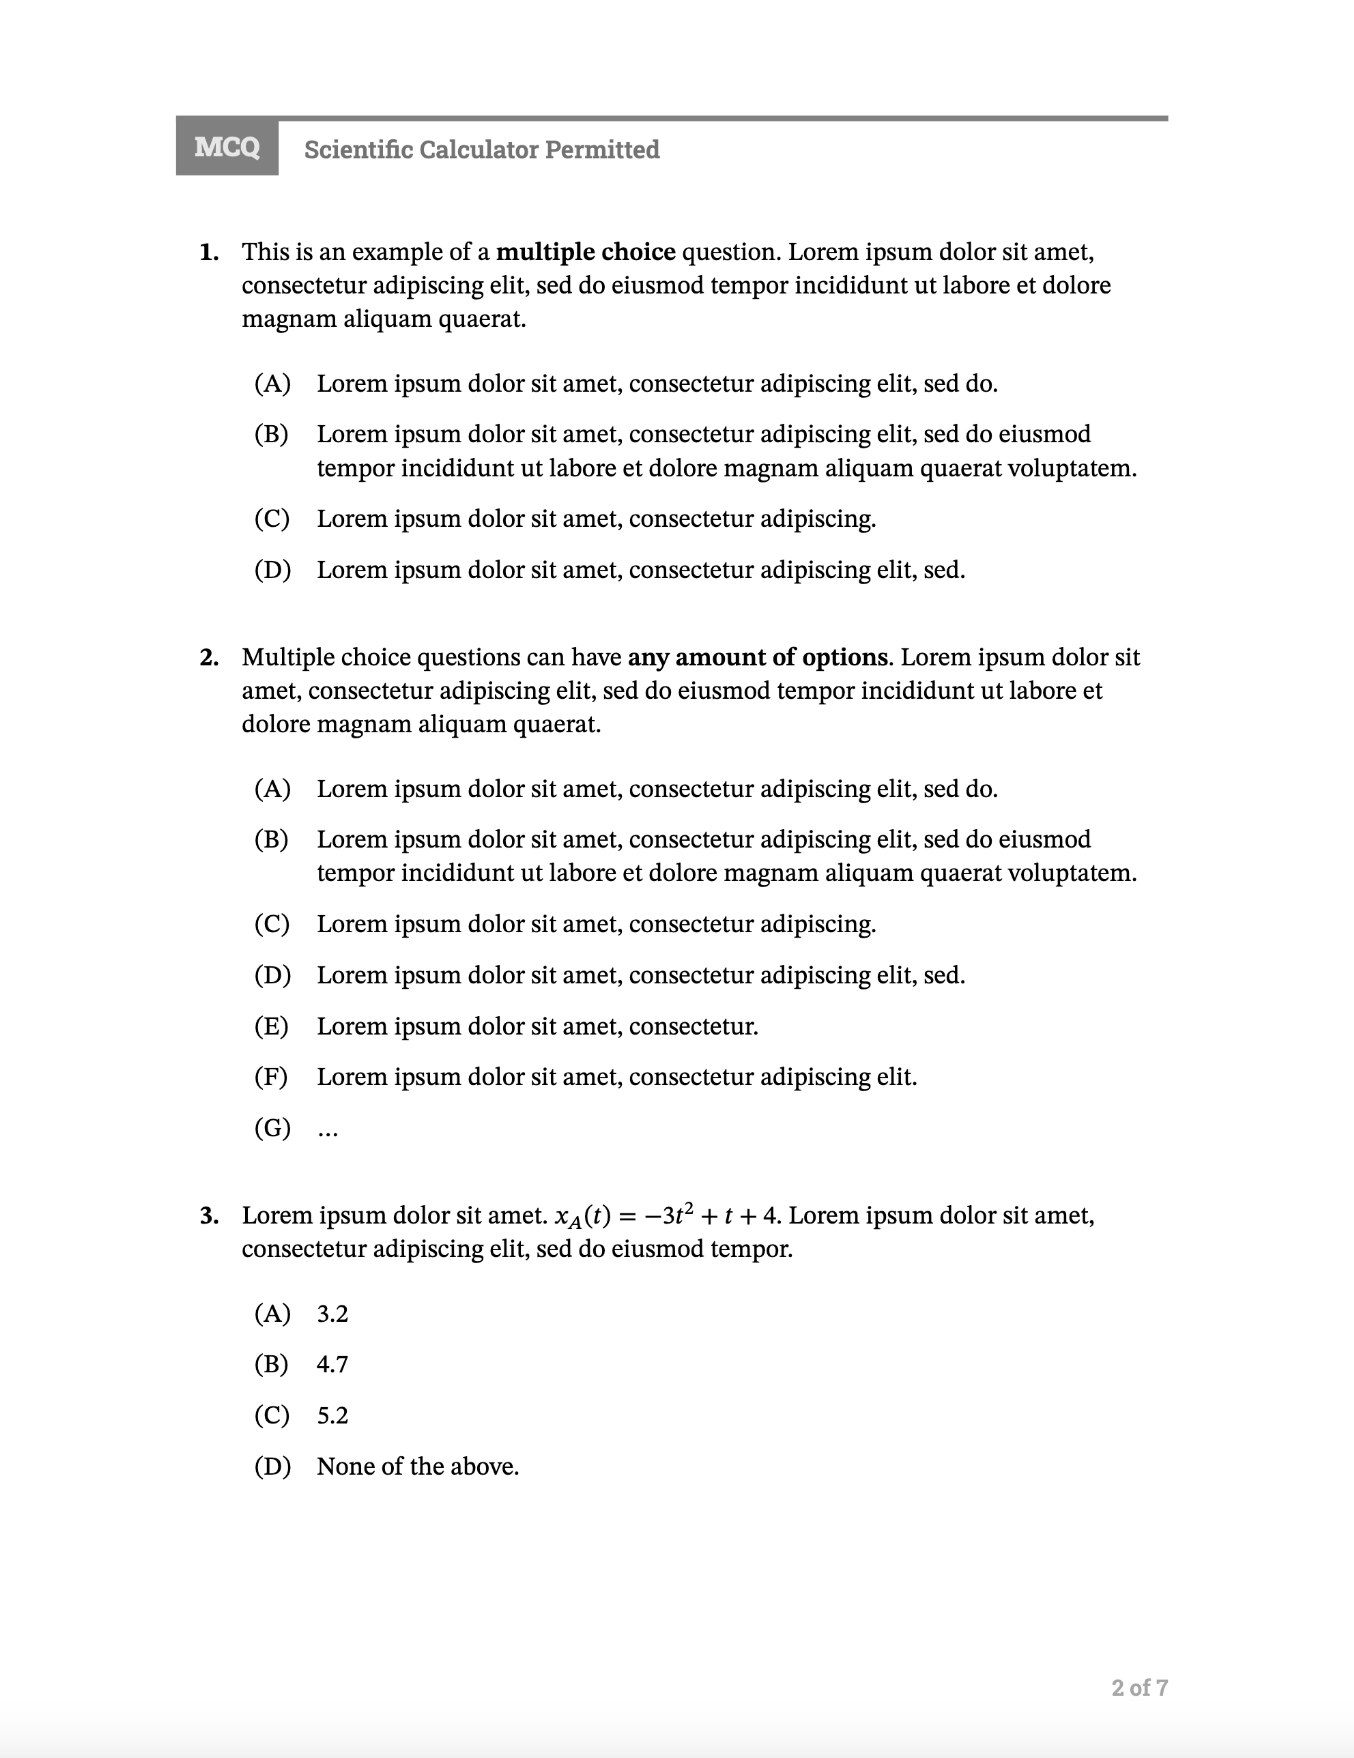 MCQ Scientific Calculator Permitted
1. This is an example of a multiple choice question. Lorem ipsum dolor sit amet,
consectetur adipiscing elit, sed do eiusmod tempor incididunt ut labore et dolore
magnam aliquam quaerat.
(A) Lorem ipsum dolor sit amet, consectetur adipiscing elit, sed do.
(B) Lorem ipsum dolor sit amet, consectetur adipiscing elit, sed do eiusmod
tempor incididunt ut labore et dolore magnam aliquam quaerat voluptatem.
(C) Lorem ipsum dolor sit amet, consectetur adipiscing.
(D) Lorem ipsum dolor sit amet, consectetur adipiscing elit, sed.
2. Multiple choice questions can have any amount of options. Lorem ipsum dolor sit
amet, consectetur adipiscing elit, sed do eiusmod tempor incididunt ut labore et
dolore magnam aliquam quaerat.
(A) Lorem ipsum dolor sit amet, consectetur adipiscing elit, sed do.
(B) Lorem ipsum dolor sit amet, consectetur adipiscing elit, sed do eiusmod
tempor incididunt ut labore et dolore magnam aliquam quaerat voluptatem.
(C) Lorem ipsum dolor sit amet, consectetur adipiscing.
(D) Lorem ipsum dolor sit amet, consectetur adipiscing elit, sed.
(E) Lorem ipsum dolor sit amet, consectetur.
(F) Lorem ipsum dolor sit amet, consectetur adipiscing elit.
(G) ...
3. Lorem ipsum dolor sit amet. x_A(t) = −3t² + t + 4. Lorem ipsum dolor sit amet,
consectetur adipiscing elit, sed do eiusmod tempor.
(A) 3.2
(B) 4.7
(C) 5.2
(D) None of the above.
2 of 7